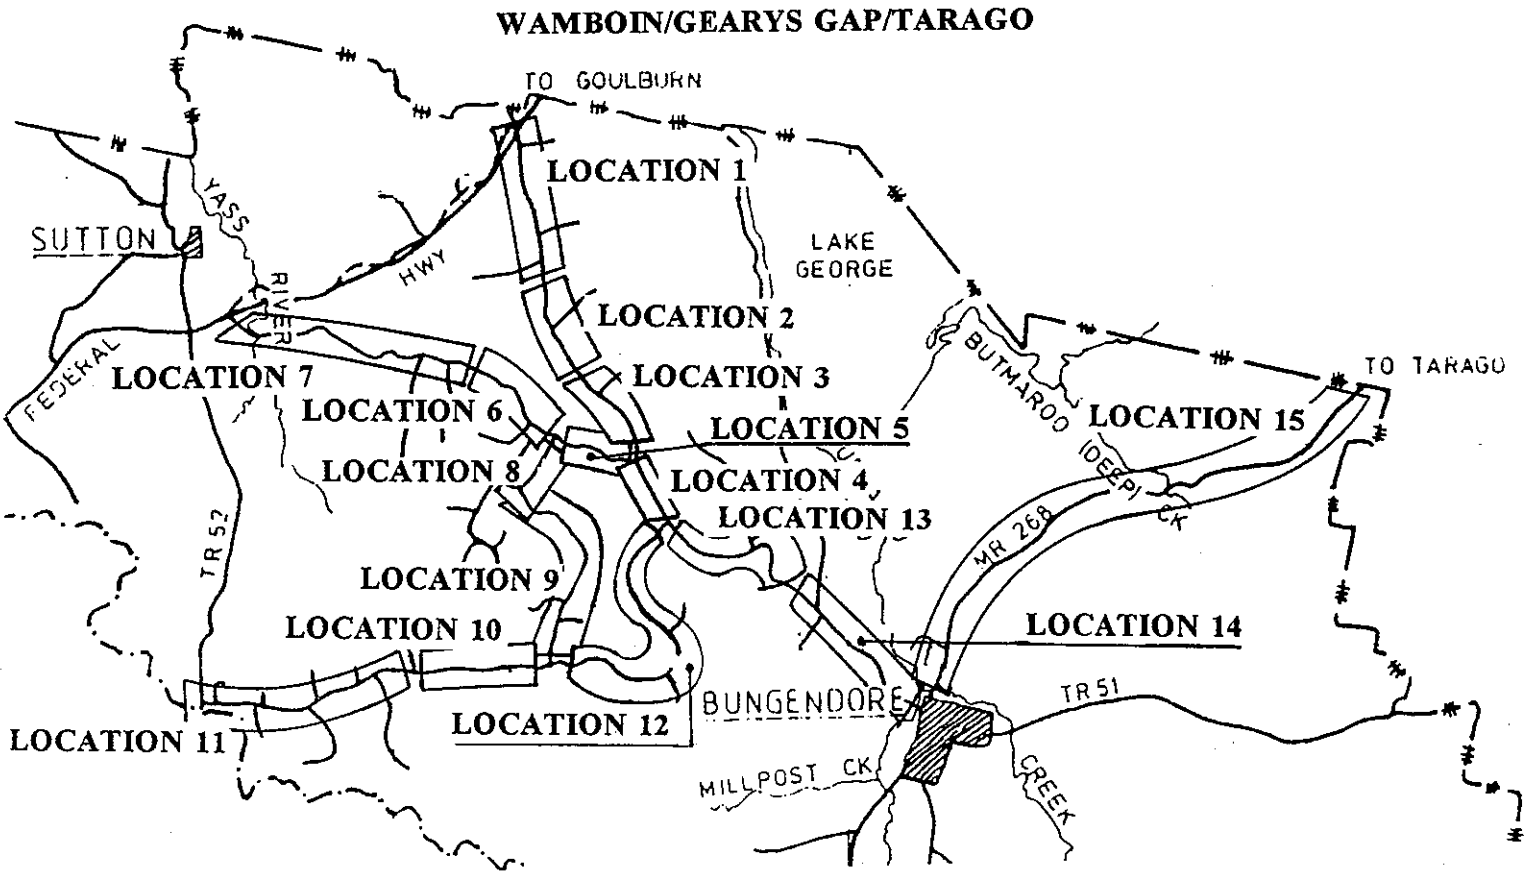 WAMBOIN/GEARYS GAP/TARAGO
TO GOULBURN
LOCATION 1
YASS
RIVER
SUTTON
HWY
LAKE
GEORGE
LOCATION 2
FEDERAL
LOCATION 7
LOCATION 3
BUTMAROO (DEEP) CK
TO TARAGO
LOCATION 6
LOCATION 15
LOCATION 5
LOCATION 8
LOCATION 4
LOCATION 13
TR 52
MR 268
LOCATION 9
LOCATION 10
LOCATION 14
BUNGENDORE
TR 51
LOCATION 12
LOCATION 11
MILLPOST CK
CREEK